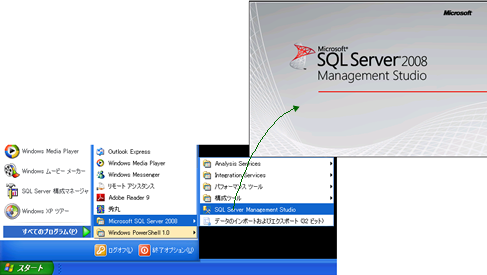 Microsoft
Microsoft®
SQL Server 2008
Management Studio
Windows Media Player
Windows ムービー メーカー
SQL Server 構成マネージャ
Windows XP ツアー
すべてのプログラム(P)
Outlook Express
Windows Media Player
Windows Messenger
リモート アシスタンス
Adobe Reader 9
秀丸
Microsoft SQL Server 2008
Windows PowerShell 1.0
Analysis Services
Integration Services
パフォーマンス ツール
構成ツール
SQL Server Management Studio
データのインポートおよびエクスポート (32 ビット)
ログオフ(L)
終了オプション(U)
スタート